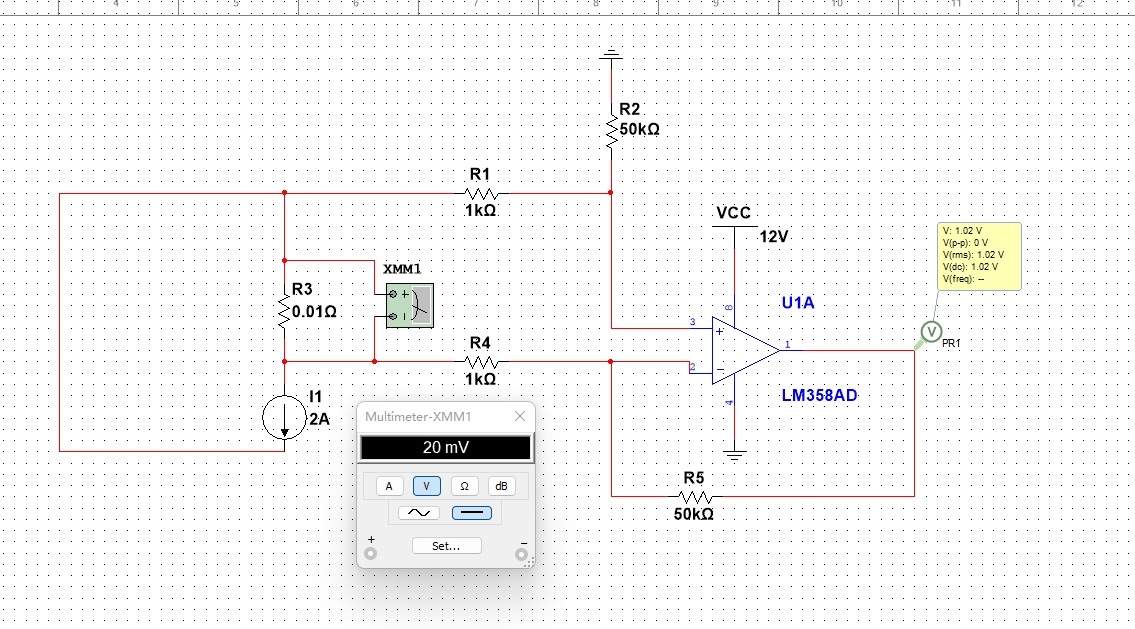 4 5 6 7 8 9 10 11 12
R2
50kΩ
R1
1kΩ
VCC
12V
V: 1.02 V
V(p-p): 0 V
V(rms): 1.02 V
V(dc): 1.02 V
V(freq): --
XMM1
R3
0.01Ω
+
U1A
8
3
+
V
PR1
1
R4
1kΩ
2
−
4
LM358AD
I1
2A
Multimeter-XMM1
20 mV
A V Ω dB
R5
50kΩ
+ Set... −